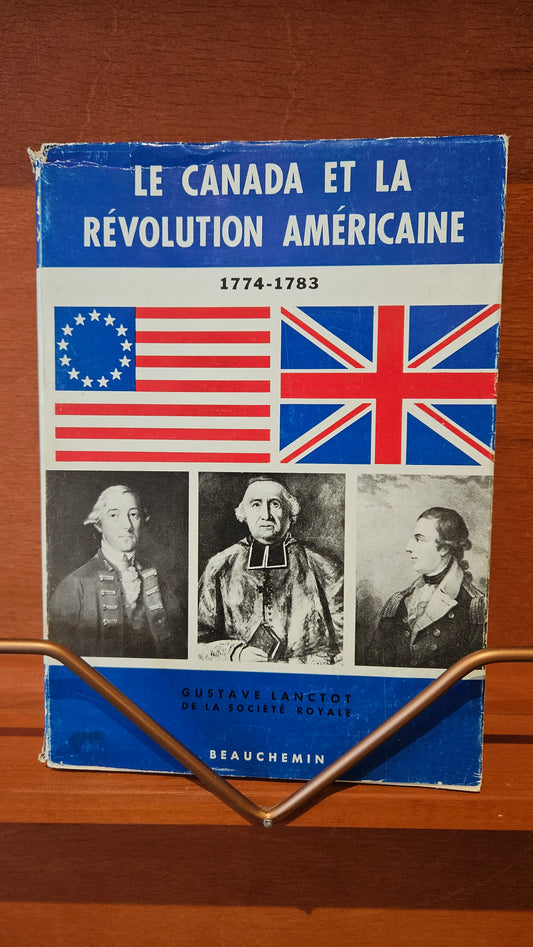 LE CANADA ET LA
RÉVOLUTION AMÉRICAINE
1774-1783
GUSTAVE LANCTOT
DE LA SOCIÉTÉ ROYALE
BEAUCHEMIN